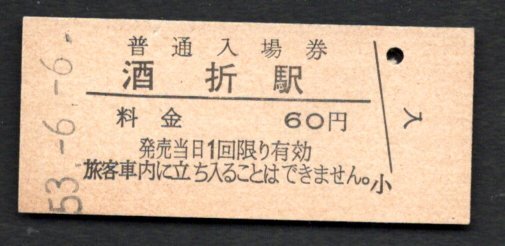 普通入場券
酒折駅
料金 60円
発売当日1回限り有効
旅客車内に立ち入ることはできません。
小
入
53.-6.-6.